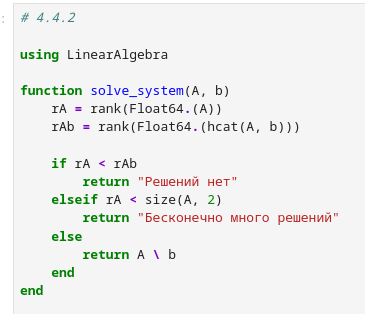 # 4.4.2
using LinearAlgebra
function solve_system(A, b)
    rA = rank(Float64.(A))
    rAb = rank(Float64.(hcat(A, b)))
    if rA < rAb
        return "Решений нет"
    elseif rA < size(A, 2)
        return "Бесконечно много решений"
    else
        return A \ b
    end
end